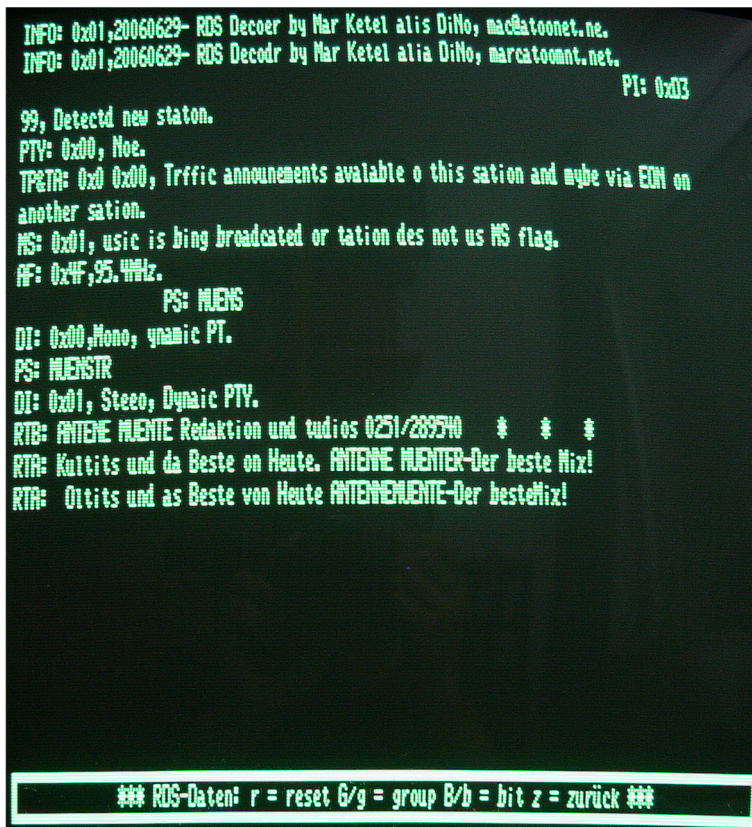 INFO: 0x01,20060629- RDS Decoer by Mar Ketel alis DiNo, mac@atoonet.ne.
INFO: 0x01,20060629- RDS Decodr by Mar Ketel alia DiNo, marcatoomnt.net.
PI: 0xD3
99, Detectd new staton.
PTY: 0x00, Noe.
TP&TA: 0x0 0x00, Trffic announements avalable o this sation and mybe via EON on
another sation.
MS: 0x01, usic is bing broadcated or tation des not us MS flag.
AF: 0x4F,95.4MHz.
PS: MUENS
DI: 0x00,Mono, ynamic PT.
PS: MUENSTR
DI: 0x01, Steeo, Dynaic PTY.
RTB: ANTENE MUENTE Redaktion und tudios 0251/289540 * * *
RTA: Kultits und da Beste on Heute. ANTENNE MUENTER-Der beste Mix!
RTA: Oltits und as Beste von Heute ANTENNEMUENTE-Der besteMix!
*** RDS-Daten: r = reset G/g = group B/b = bit z = zurück ***